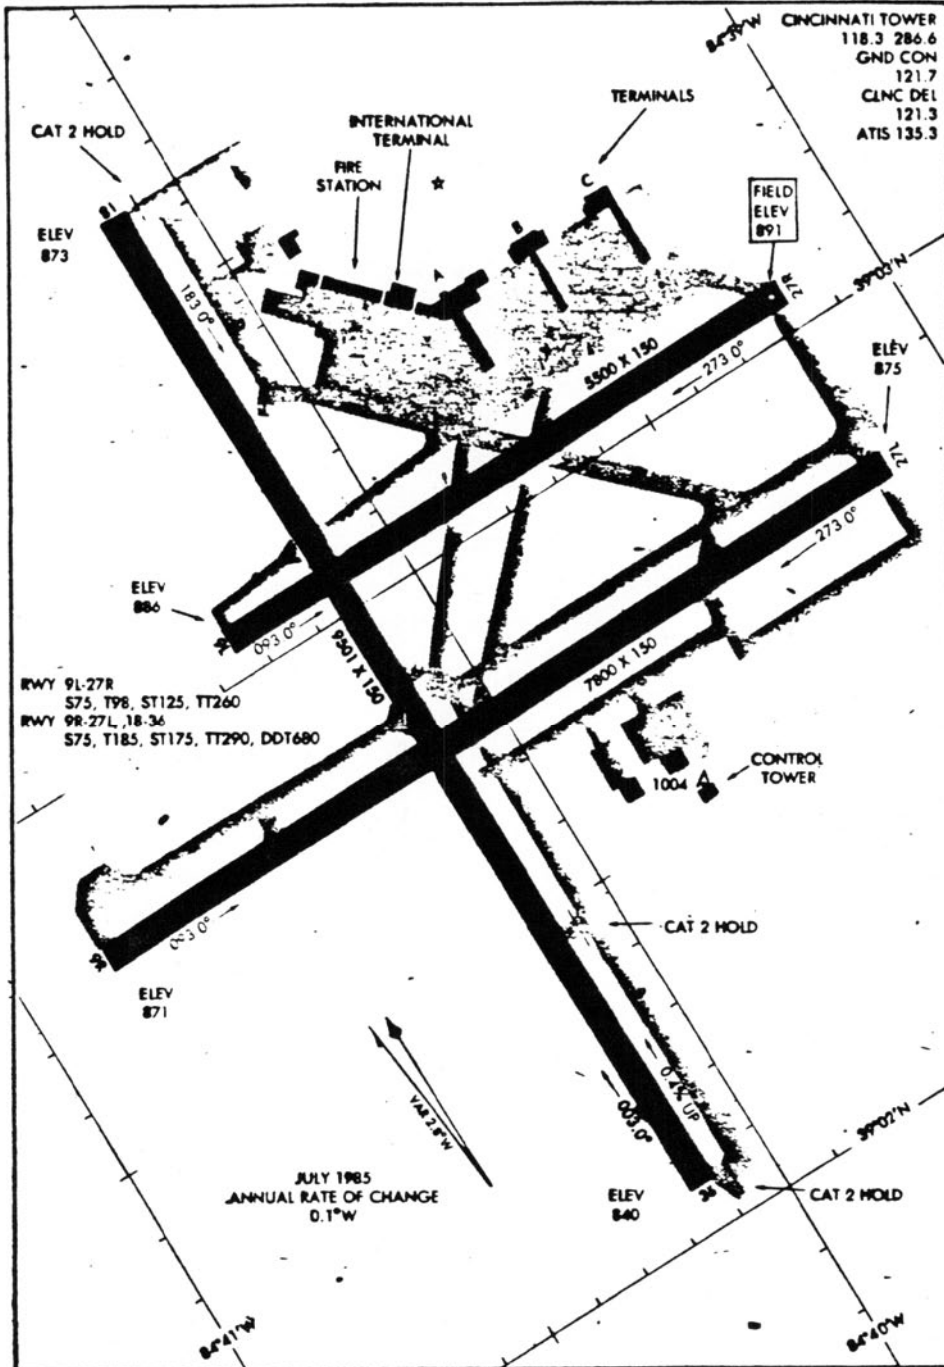 84°39'W
CINCINNATI TOWER
118.3 286.6
GND CON
121.7
CLNC DEL
121.3
ATIS 135.3
TERMINALS
INTERNATIONAL
TERMINAL
CAT 2 HOLD
FIRE
STATION
C
FIELD
ELEV
891
18
ELEV
873
B
A
27R
39°03'N
183.0°
5500 X 150
273.0°
ELEV
875
27L
273.0°
ELEV
886
093.0°
9501 X 150
7800 X 150
RWY 9L-27R
S75, T98, ST125, TT260
RWY 9R-27L, 18-36
S75, T185, ST175, TT290, DDT680
1004
CONTROL
TOWER
CAT 2 HOLD
9R
093.0°
ELEV
871
VAR 2.8°W
003.0°
UP
39°02'N
JULY 1985
ANNUAL RATE OF CHANGE
0.1°W
ELEV
840
36
CAT 2 HOLD
84°41'W
84°40'W